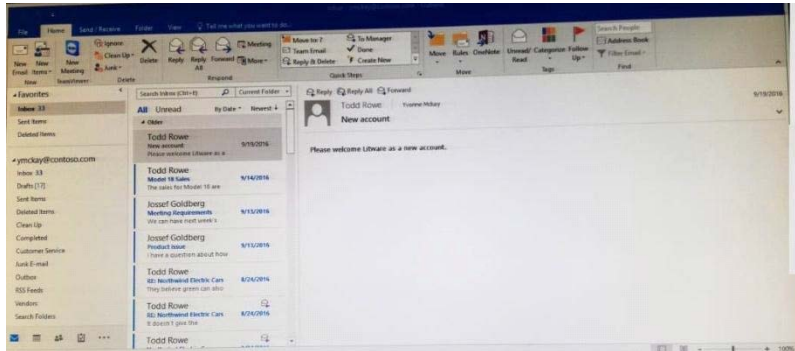 File Home Send / Receive Folder View Tell me what you want to do...
New Email
New Items
New Meeting
Ignore
Clean Up
Junk
Delete
Reply
Reply All
Forward
Meeting
More
Move to: ?
Team Email
Reply & Delete
To Manager
Done
Create New
Move
Rules
OneNote
Unread/ Read
Categorize
Follow Up
Search People
Address Book
Filter Email
New
TeamViewer
Delete
Respond
Quick Steps
Move
Tags
Find
Favorites
Inbox 33
Sent Items
Deleted Items
ymckay@contoso.com
Inbox 33
Drafts [17]
Sent Items
Deleted Items
Clean Up
Completed
Customer Service
Junk E-mail
Outbox
RSS Feeds
Vendors
Search Folders
Search Inbox (Ctrl+E)
Current Folder
All Unread By Date Newest
Older
Todd Rowe
New account 9/19/2016
Please welcome Litware as a
Todd Rowe
Model 18 Sales 9/14/2016
The sales for Model 18 are
Jossef Goldberg
Meeting Requirements 9/13/2016
We can have next week's
Jossef Goldberg
Product Issue 9/13/2016
I have a question about how
Todd Rowe
RE: Northwind Electric Cars 8/24/2016
They believe green can also
Todd Rowe
RE: Northwind Electric Cars 8/24/2016
It doesn't give the
Todd Rowe
Reply Reply All Forward
9/19/2016
Todd Rowe Yvonne Mckay
New account
Please welcome Litware as a new account.
100%